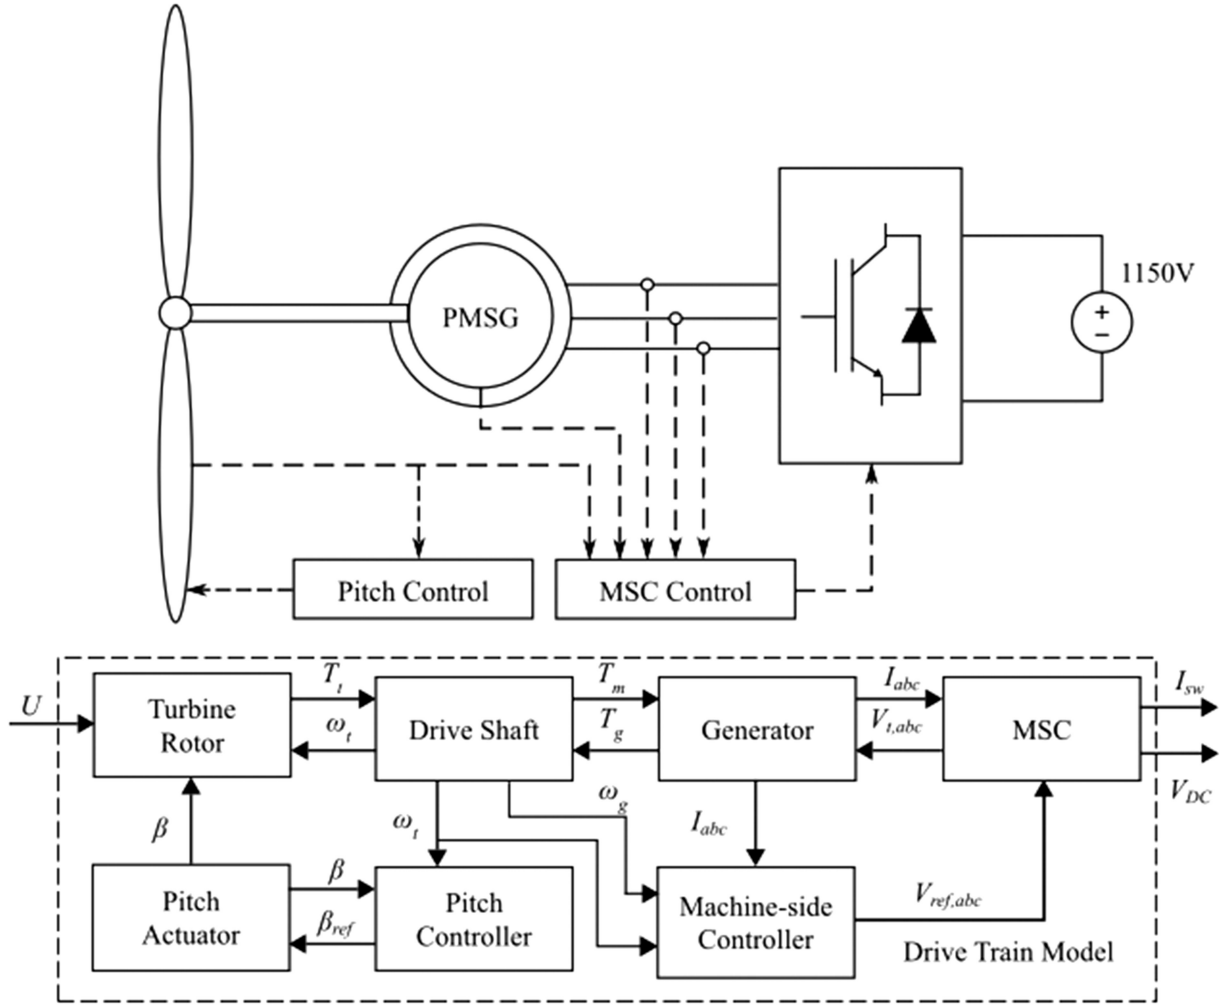 PMSG
1150V
+
−
Pitch Control
MSC Control
U
Turbine
Rotor
T_t
ω_t
Drive Shaft
T_m
T_g
Generator
I_abc
V_t,abc
MSC
I_sw
V_DC
β
ω_t
ω_g
I_abc
Pitch
Actuator
β
β_ref
Pitch
Controller
Machine-side
Controller
V_ref,abc
Drive Train Model